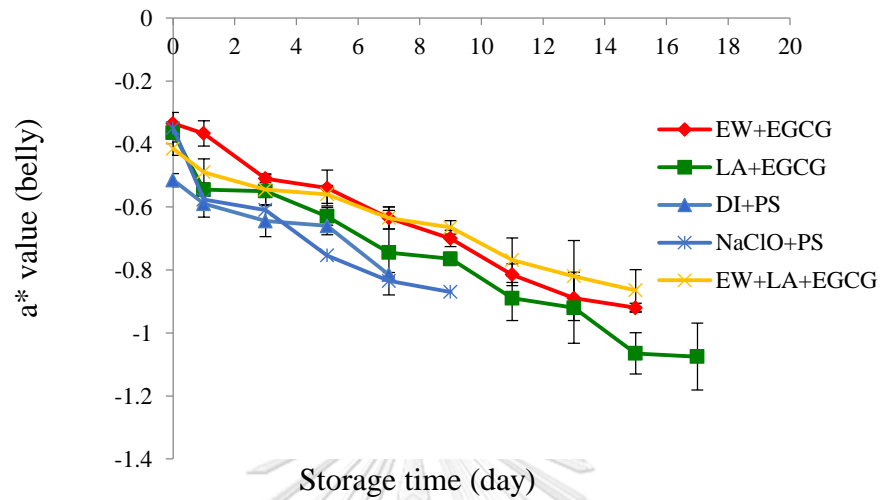 0
0 2 4 6 8 10 12 14 16 18 20
-0.2
-0.4
-0.6
-0.8
-1
-1.2
-1.4
a* value (belly)
EW+EGCG
LA+EGCG
DI+PS
NaClO+PS
EW+LA+EGCG
Storage time (day)